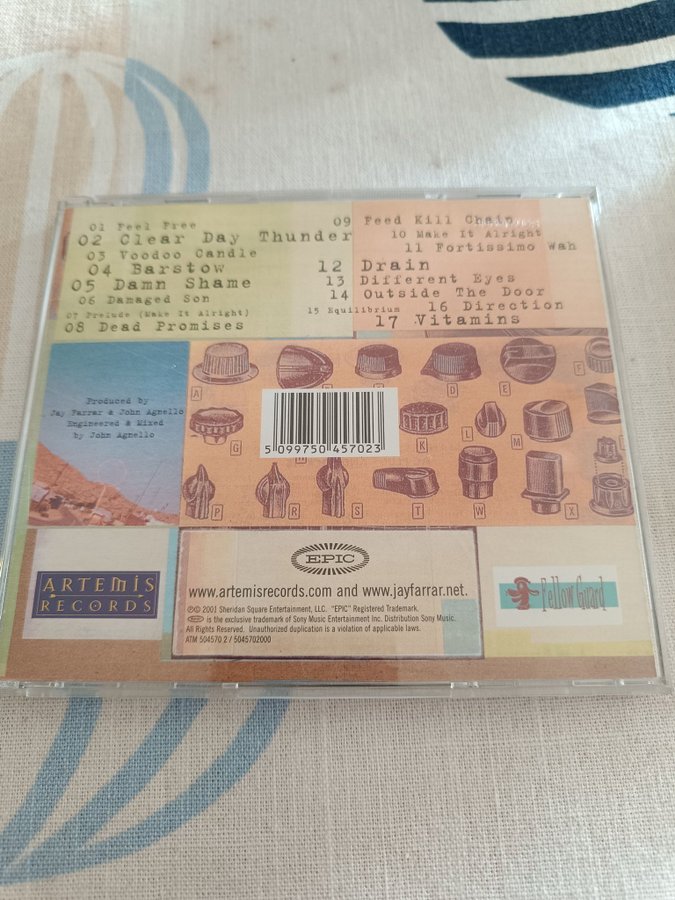 01 Feel Free
02 Clear Day Thunder
03 Voodoo Candle
04 Barstow
05 Damn Shame
06 Damaged Son
07 Prelude (Make It Alright)
08 Dead Promises
09 Feed Kill Chain
10 Make It Alright
11 Fortissimo Wah
12 Drain
13 Different Eyes
14 Outside The Door
15 Equilibrium
16 Direction
17 Vitamins
Produced by
Jay Farrar & John Agnello
Engineered & Mixed
by John Agnello
A
C
D
E
F
G
K
L
M
P
R
S
T
W
X
5 099750 457023
ARTEMIS
RECORDS
EPIC
www.artemisrecords.com and www.jayfarrar.net.
℗© 2001 Sheridan Square Entertainment, LLC. "EPIC" Registered Trademark.
EPIC is the exclusive trademark of Sony Music Entertainment Inc. Distribution Sony Music.
All Rights Reserved. Unauthorized duplication is a violation of applicable laws.
ATM 504570 2 / 5045702000
Fellow Guard